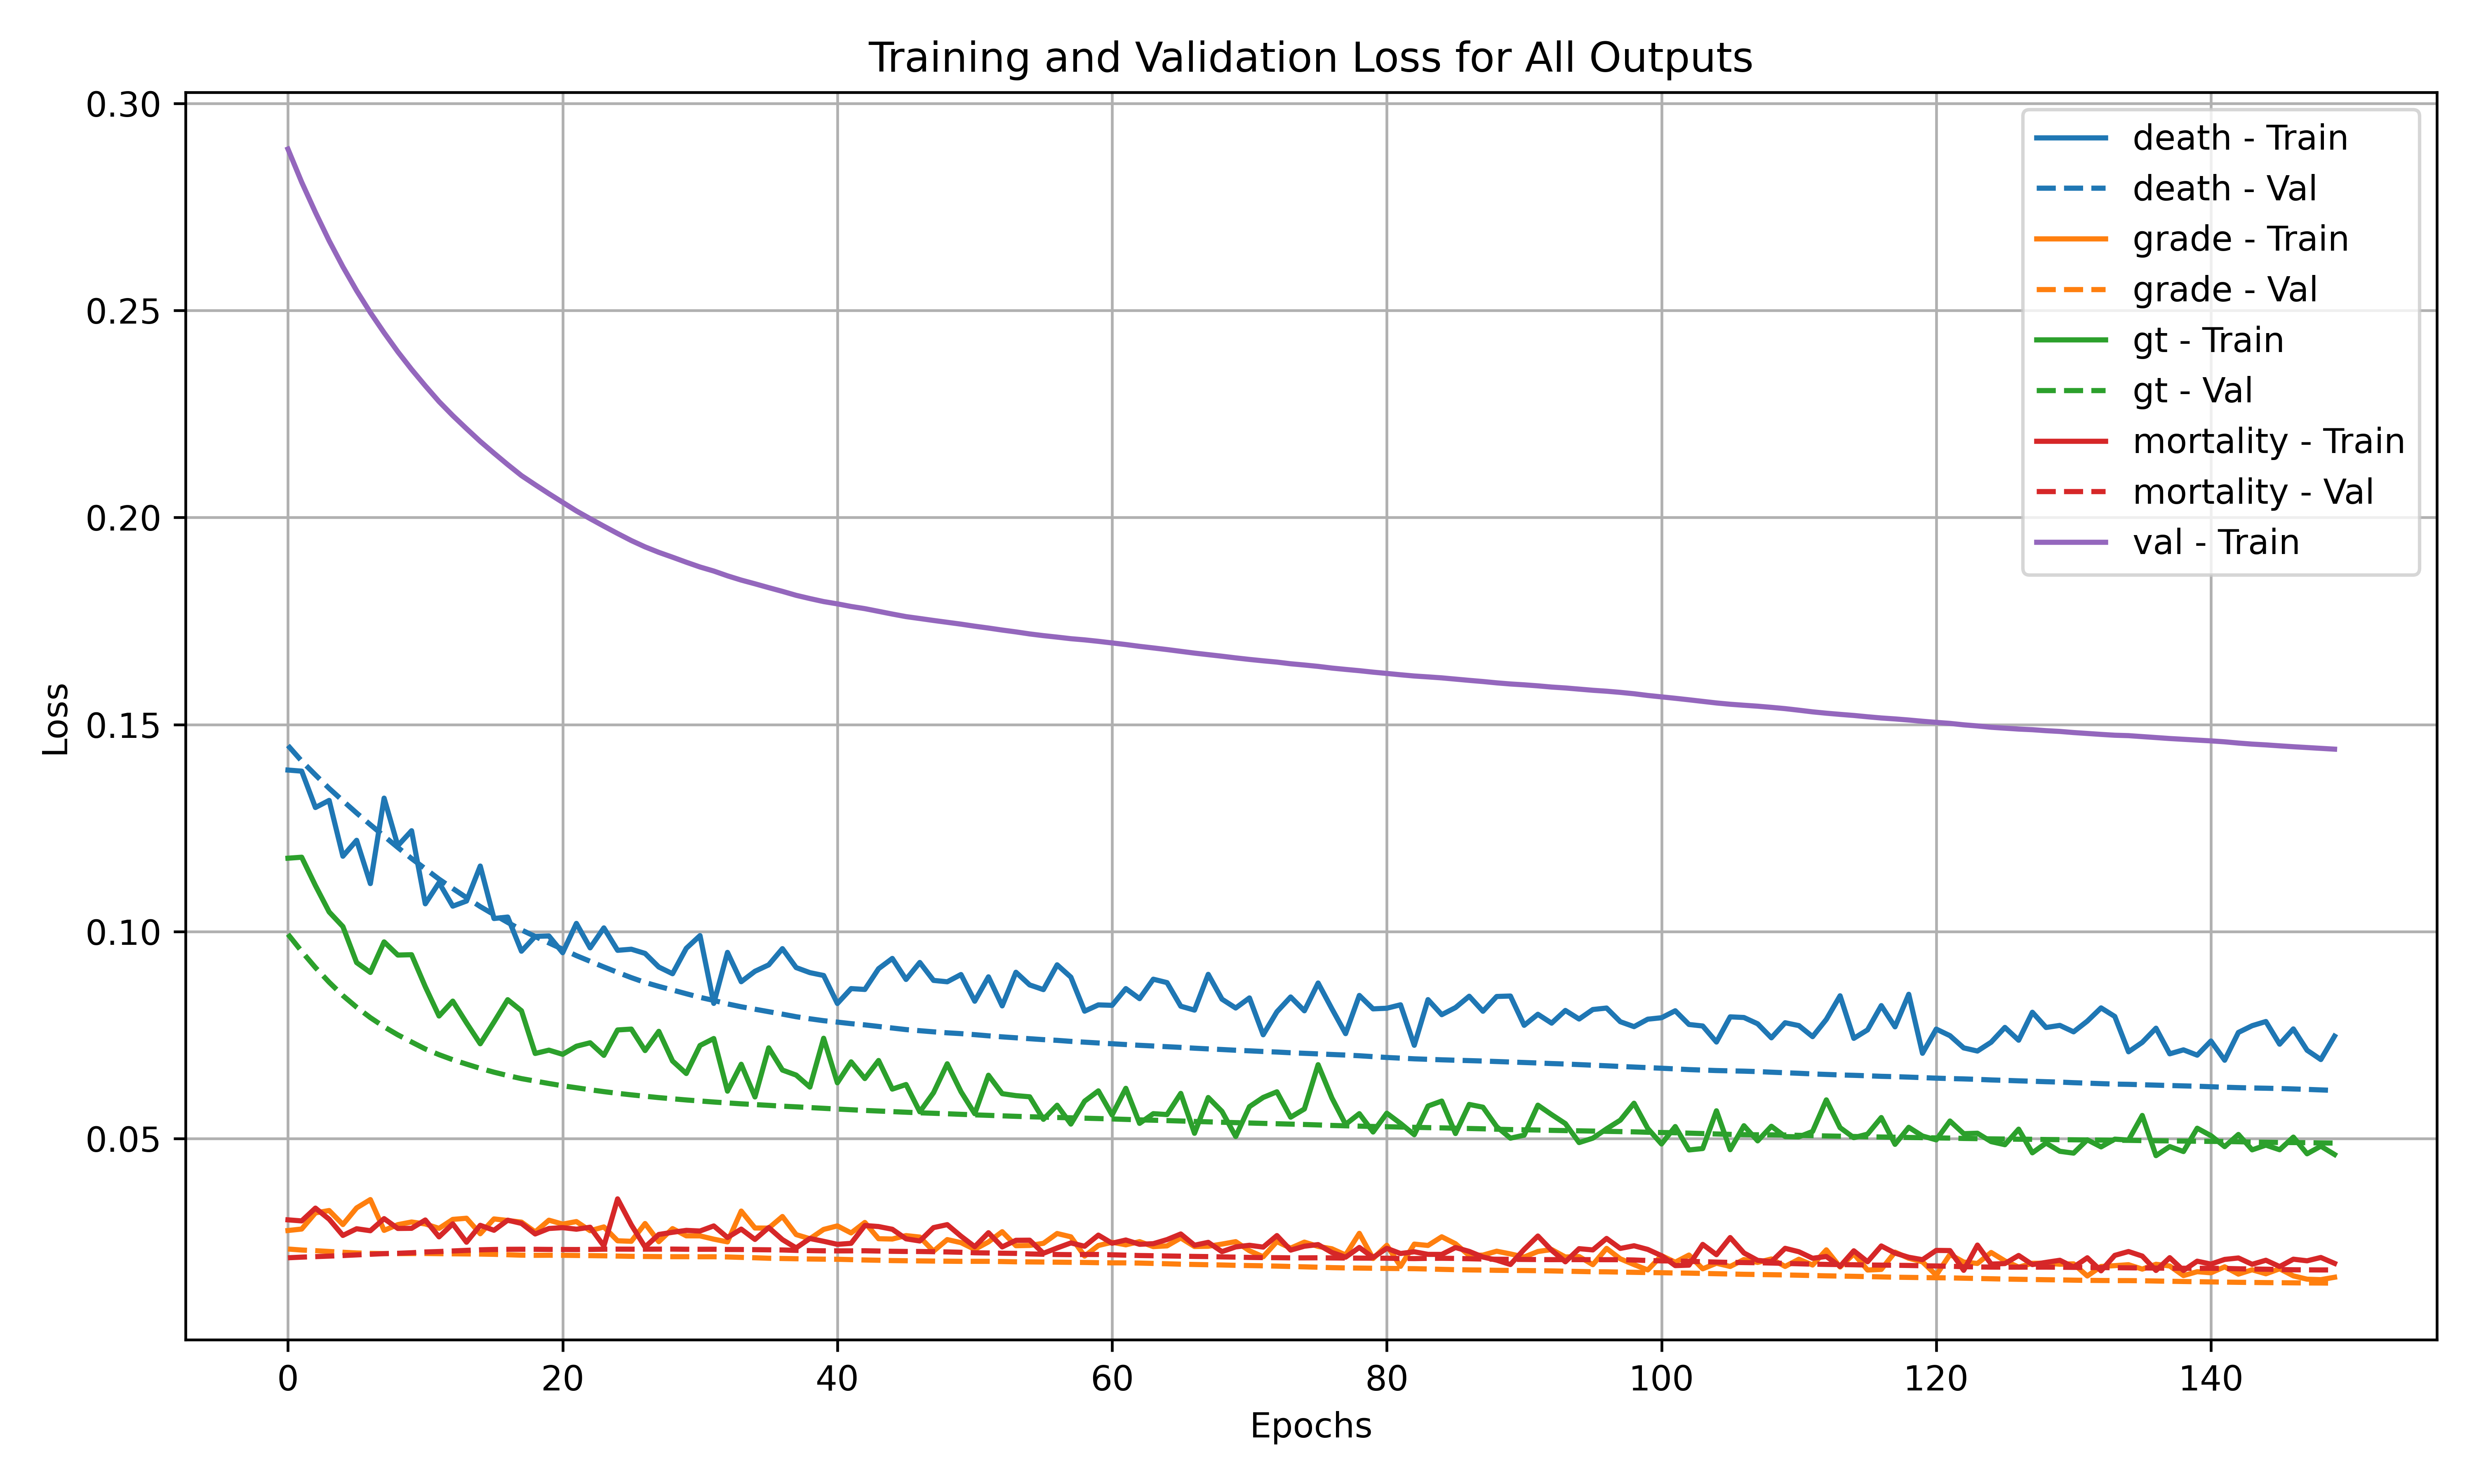 Training and Validation Loss for All Outputs
0.30
0.25
0.20
0.15
0.10
0.05
Loss
death - Train
death - Val
grade - Train
grade - Val
gt - Train
gt - Val
mortality - Train
mortality - Val
val - Train
0 20 40 60 80 100 120 140
Epochs